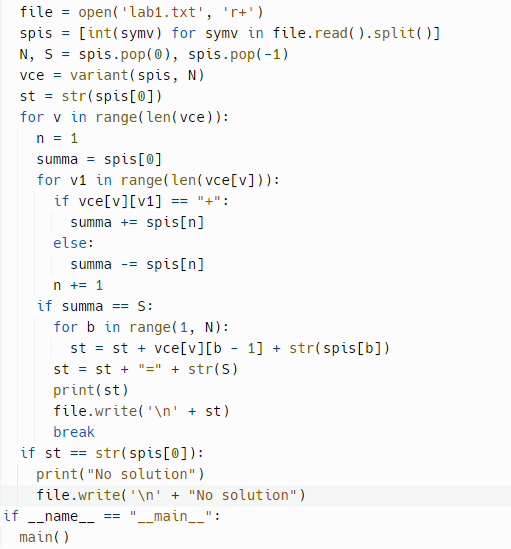 file = open('lab1.txt', 'r+')
spis = [int(symv) for symv in file.read().split()]
N, S = spis.pop(0), spis.pop(-1)
vce = variant(spis, N)
st = str(spis[0])
for v in range(len(vce)):
n = 1
summa = spis[0]
for v1 in range(len(vce[v])):
if vce[v][v1] == "+":
summa += spis[n]
else:
summa -= spis[n]
n += 1
if summa == S:
for b in range(1, N):
st = st + vce[v][b - 1] + str(spis[b])
st = st + "=" + str(S)
print(st)
file.write('\n' + st)
break
if st == str(spis[0]):
print("No solution")
file.write('\n' + "No solution")
if __name__ == "__main__":
main()